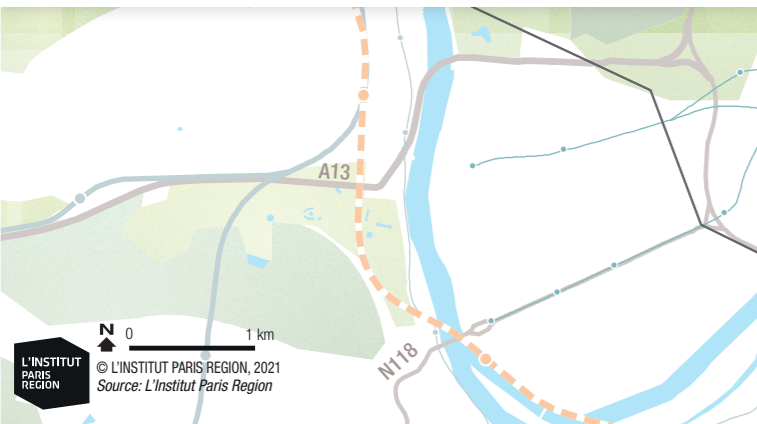 A13
N118
N
0
1 km
L'INSTITUT
PARIS
REGION
© L'INSTITUT PARIS REGION, 2021
Source: L'Institut Paris Region